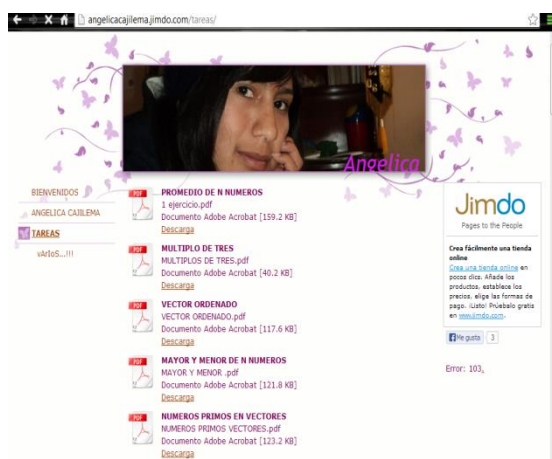 angelicacajilema.jimdo.com/tareas/
Angelica
BIENVENIDOS
ANGELICA CAJILEMA
TAREAS
vArIoS...!!!
PROMEDIO DE N NUMEROS
1 ejercicio.pdf
Documento Adobe Acrobat [159.2 KB]
Descarga
MULTIPLO DE TRES
MULTIPLOS DE TRES.pdf
Documento Adobe Acrobat [40.2 KB]
Descarga
VECTOR ORDENADO
VECTOR ORDENADO.pdf
Documento Adobe Acrobat [117.6 KB]
Descarga
MAYOR Y MENOR DE N NUMEROS
MAYOR Y MENOR .pdf
Documento Adobe Acrobat [121.8 KB]
Descarga
NUMEROS PRIMOS EN VECTORES
NUMEROS PRIMOS VECTORES.pdf
Documento Adobe Acrobat [123.2 KB]
Descarga
PDF
PDF
PDF
PDF
PDF
Jimdo
Pages to the People
Crea fácilmente una tienda
online
Crea una tienda online en
pocos clics. Añade los
productos, establece los
precios, elige las formas de
pago. ¡Listo! Pruébalo gratis
en www.jimdo.com.
Me gusta 3
Error: 103.